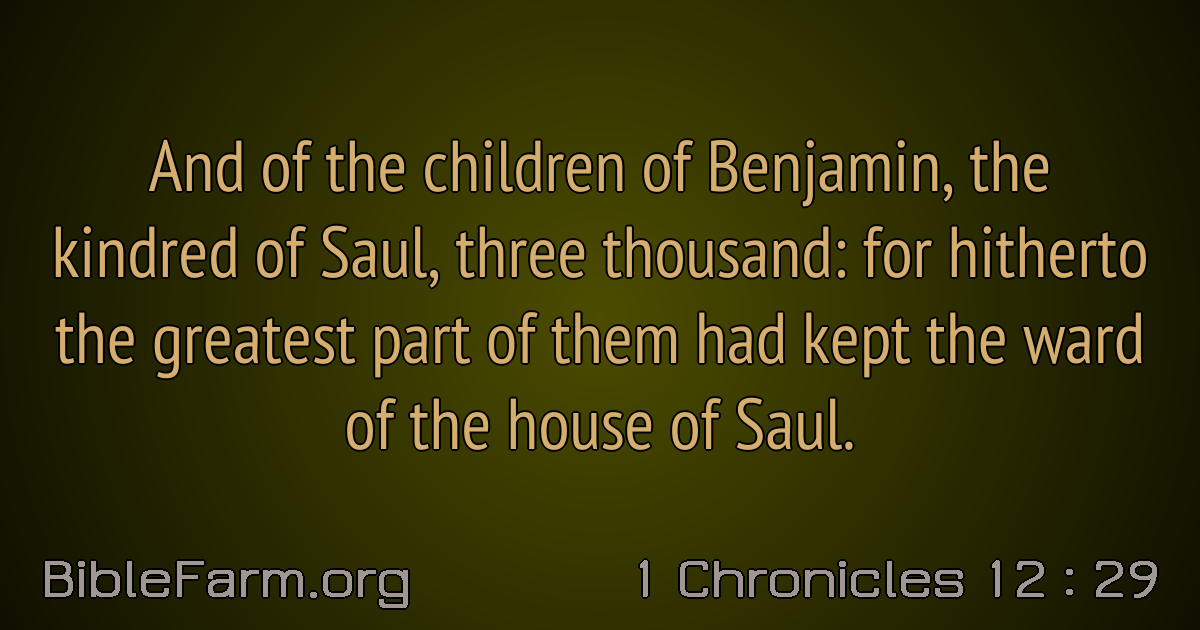 And of the children of Benjamin, the
kindred of Saul, three thousand: for hitherto
the greatest part of them had kept the ward
of the house of Saul.
BibleFarm.org
1 Chronicles 12 : 29